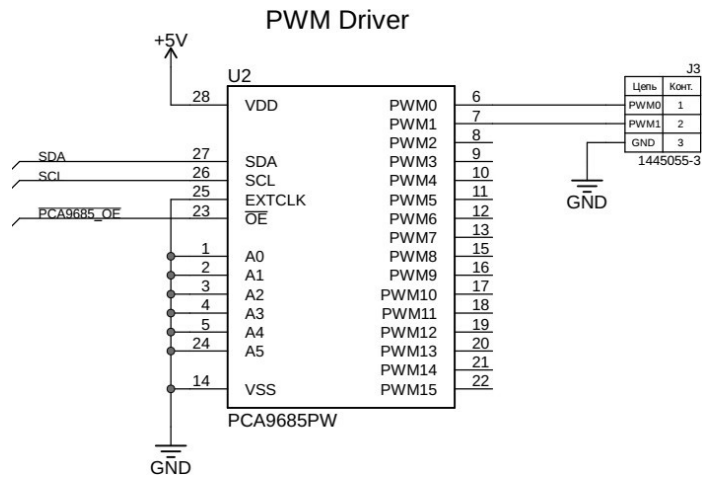 PWM Driver
+5V
U2
28 VDD PWM0 6
PWM1 7
PWM2 8
SDA 27 SDA PWM3 9
SCL 26 SCL PWM4 10
25 EXTCLK PWM5 11
PCA9685_OE 23 OE PWM6 12
PWM7 13
1 A0 PWM8 15
2 A1 PWM9 16
3 A2 PWM10 17
4 A3 PWM11 18
5 A4 PWM12 19
24 A5 PWM13 20
PWM14 21
14 VSS PWM15 22
PCA9685PW
GND
J3
Цепь Конт.
PWM0 1
PWM1 2
GND 3
1445055-3
GND